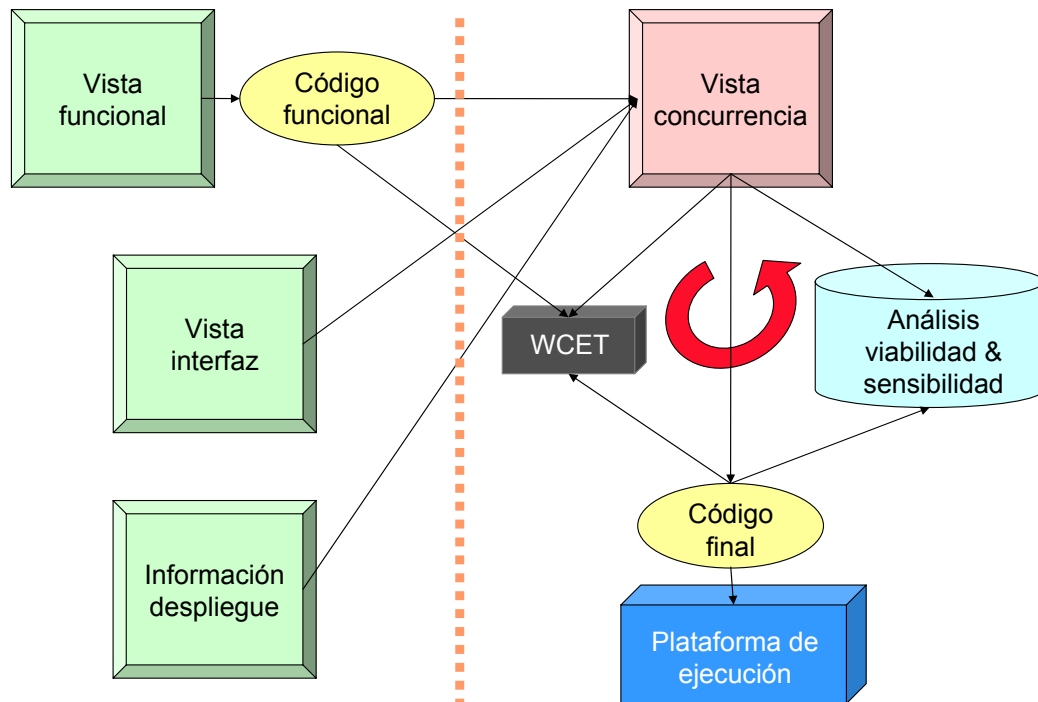 Vista
funcional
Código
funcional
Vista
concurrencia
Vista
interfaz
WCET
Análisis
viabilidad &
sensibilidad
Información
despliegue
Código
final
Plataforma de
ejecución